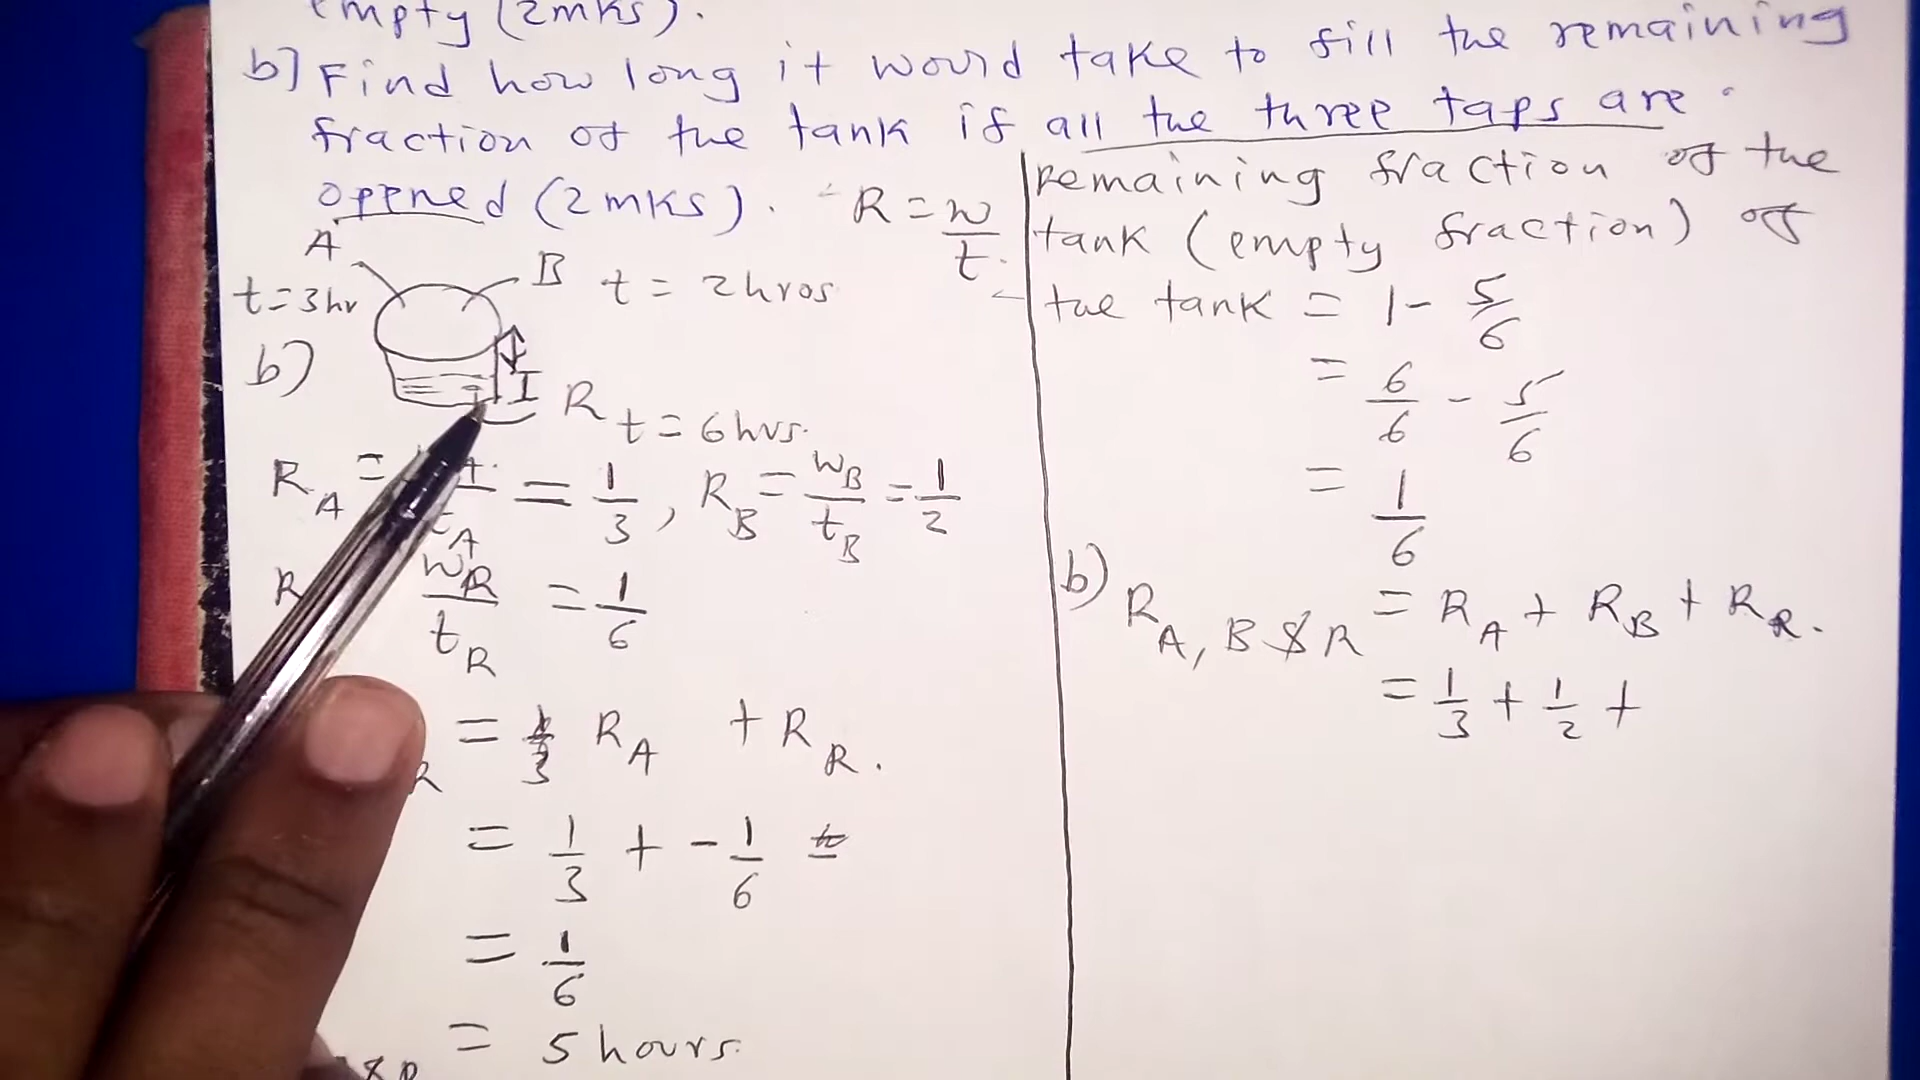 empty (2mks).
b] Find how long it would take to fill the remaining
fraction of the tank if all the three taps are
opened (2mks).
R = w/t.
A
B t = 2hros
t=3hr
b)
R t = 6hrs.
R_A = = 1/3, R_B = w_B/t_B = 1/2
R w_R/t_R = 1/6
= R_A + R_R.
= 1/3 + -1/6
= 1/6
= 5 hours.
remaining fraction of the
tank (empty fraction) of
the tank = 1 - 5/6
= 6/6 - 5/6
= 1/6
b) R_A, B & R = R_A + R_B + R_R.
= 1/3 + 1/2 +